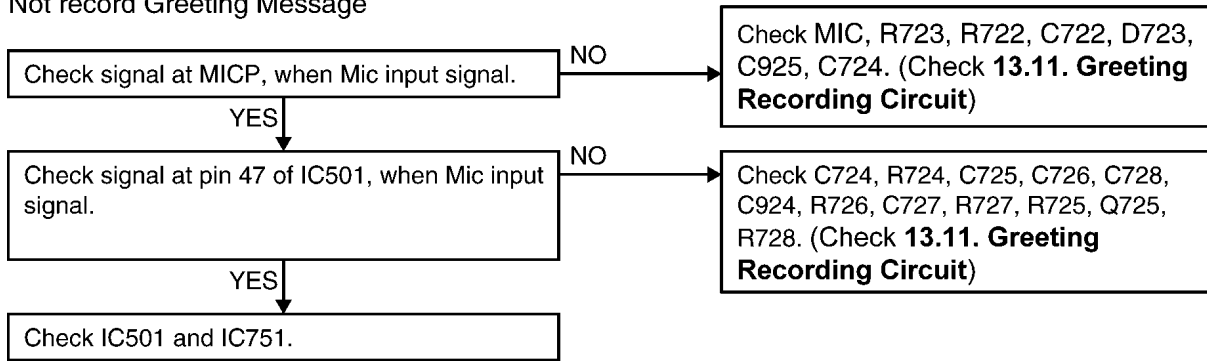 Not record Greeting Message
Check signal at MICP, when Mic input signal.
NO
Check MIC, R723, R722, C722, D723,
C925, C724. (Check 13.11. Greeting
Recording Circuit)
YES
Check signal at pin 47 of IC501, when Mic input
signal.
NO
Check C724, R724, C725, C726, C728,
C924, R726, C727, R727, R725, Q725,
R728. (Check 13.11. Greeting
Recording Circuit)
YES
Check IC501 and IC751.